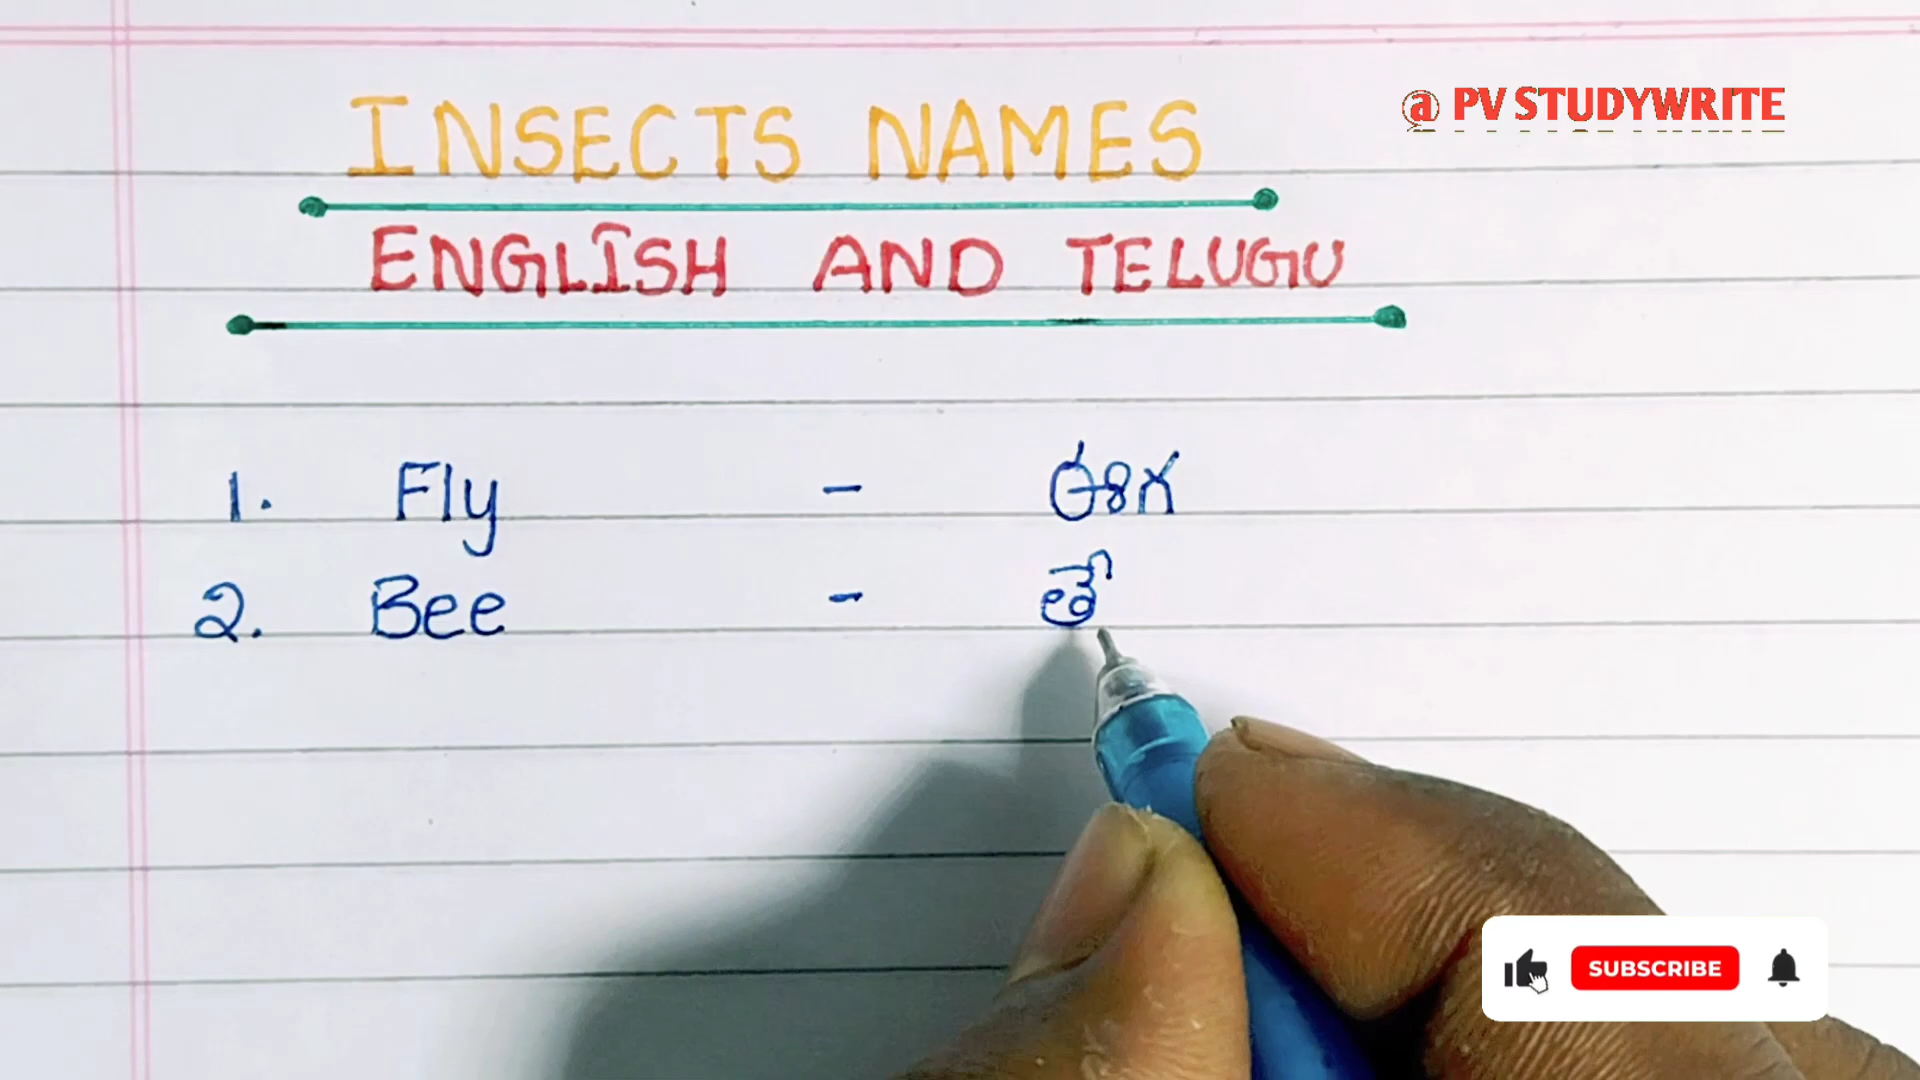 INSECTS NAMES
@ PV STUDYWRITE
ENGLISH AND TELUGU
1. Fly - ఈగ
2. Bee - తే
SUBSCRIBE